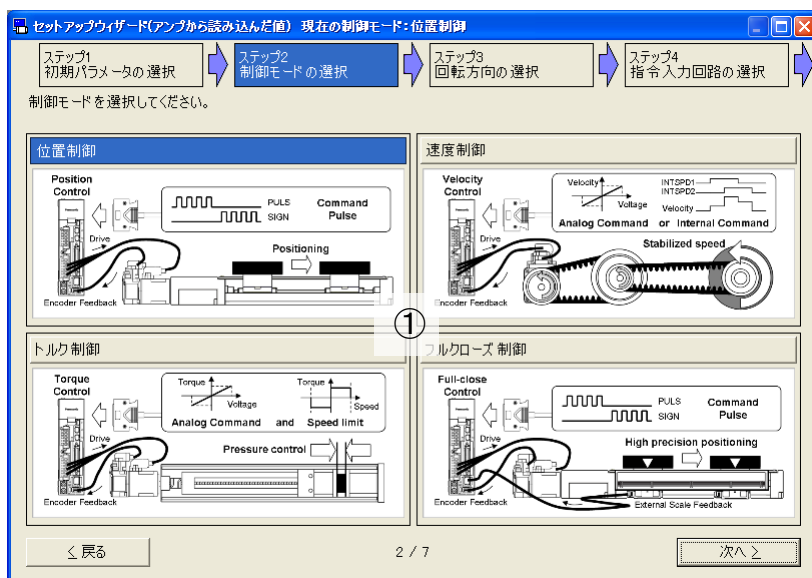 セットアップウィザード(アンプから読み込んだ値) 現在の制御モード:位置制御
ステップ1
初期パラメータの選択
ステップ2
制御モードの選択
ステップ3
回転方向の選択
ステップ4
指令入力回路の選択
制御モードを選択してください。
位置制御
Position
Control
PULS
SIGN
Command
Pulse
Drive
Positioning
Encoder Feedback
速度制御
Velocity
Control
Velocity
Voltage
INTSPD1
INTSPD2
Velocity
Analog Command or Internal Command
Drive
Stabilized speed
Encoder Feedback
①
トルク制御
Torque
Control
Torque
Voltage
Torque
Speed
Analog Command and Speed limit
Drive
Pressure control
Encoder Feedback
フルクローズ制御
Full-close
Control
PULS
SIGN
Command
Pulse
Drive
High precision positioning
Encoder Feedback
External Scale Feedback
< 戻る
2 / 7
次へ >